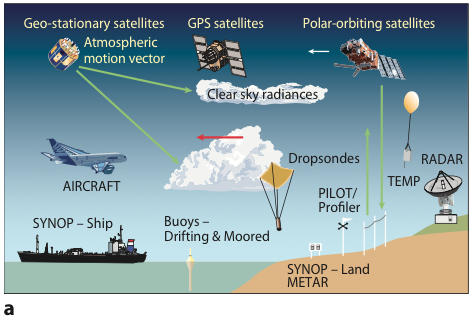 Geo-stationary satellites
GPS satellites
Polar-orbiting satellites
Atmospheric
motion vector
Clear sky radiances
Dropsondes
RADAR
TEMP
AIRCRAFT
PILOT/
Profiler
SYNOP – Ship
Buoys –
Drifting & Moored
SYNOP – Land
METAR
a